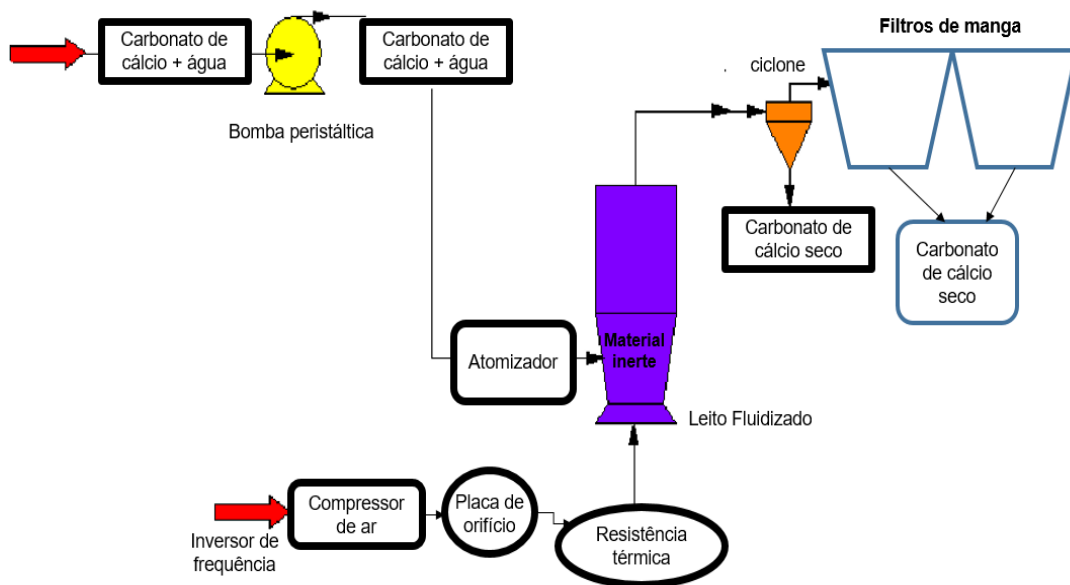 Carbonato de
cálcio + água
Carbonato de
cálcio + água
Bomba peristáltica
Filtros de manga
ciclone
Carbonato de
cálcio seco
Carbonato
de cálcio
seco
Material
inerte
Atomizador
Leito Fluidizado
Inversor de
frequência
Compressor
de ar
Placa de
orifício
Resistência
térmica